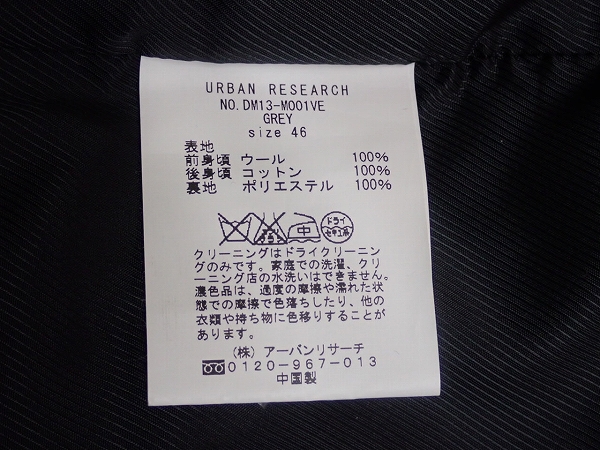 URBAN RESEARCH
NO.DM13-M001VE
GREY
size 46
表地
前身頃 ウール 100%
後身頃 コットン 100%
裏地 ポリエステル 100%
中 ドライ
セキユ系
クリーニングはドライクリーニン
グのみです。家庭での洗濯、クリ
ーニング店の水洗いはできません。
濃色品は、過度の摩擦や濡れた状
態での摩擦で色落ちしたり、他の
衣類や持ち物に色移りすることが
あります。
(株) アーバンリサーチ
0120-967-013
中国製